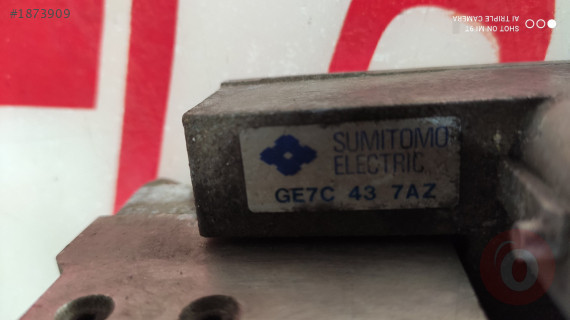 #1873909
SHOT ON MI 9T
AI TRIPLE CAMERA
SUMITOMO
ELECTRIC
GE7C 43 7AZ